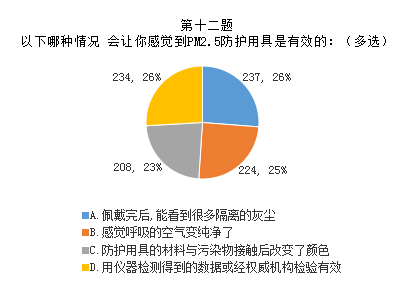 第十二题
以下哪种情况 会让你感觉到PM2.5防护用具是有效的：（多选）
234, 26%
237, 26%
208, 23%
224, 25%
A. 佩戴完后, 能看到很多隔离的灰尘
B. 感觉呼吸的空气变纯净了
C. 防护用具的材料与污染物接触后改变了颜色
D. 用仪器检测得到的数据或经权威机构检验有效